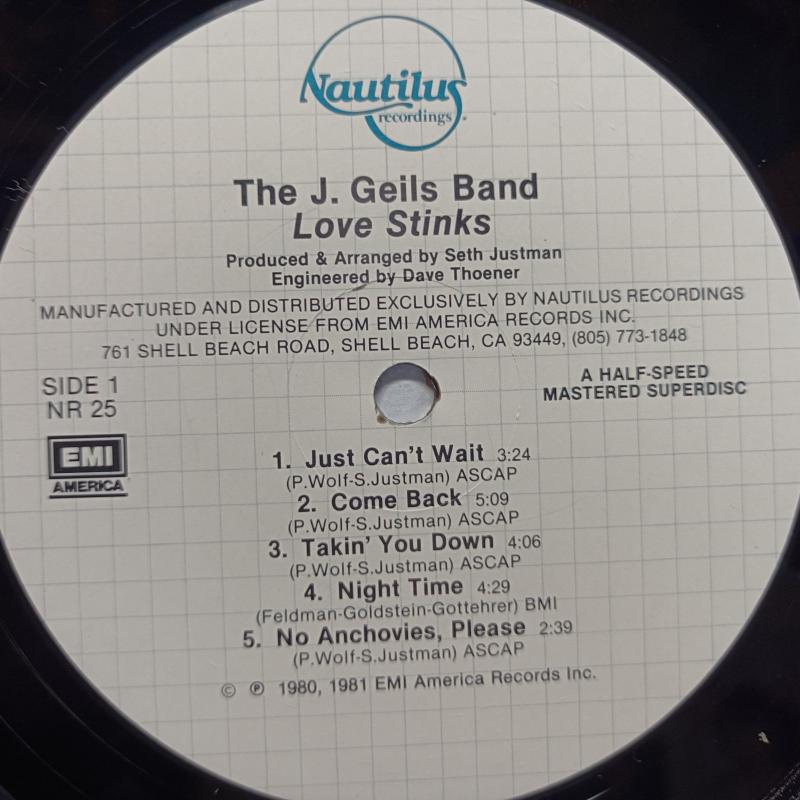 Nautilus
recordings
The J. Geils Band
Love Stinks
Produced & Arranged by Seth Justman
Engineered by Dave Thoener
MANUFACTURED AND DISTRIBUTED EXCLUSIVELY BY NAUTILUS RECORDINGS
UNDER LICENSE FROM EMI AMERICA RECORDS INC.
761 SHELL BEACH ROAD, SHELL BEACH, CA 93449, (805) 773-1848
SIDE 1
NR 25
A HALF-SPEED
MASTERED SUPERDISC
EMI
AMERICA
1. Just Can't Wait 3:24
(P.Wolf-S.Justman) ASCAP
2. Come Back 5:09
(P.Wolf-S.Justman) ASCAP
3. Takin' You Down 4:06
(P.Wolf-S.Justman) ASCAP
4. Night Time 4:29
(Feldman-Goldstein-Gottehrer) BMI
5. No Anchovies, Please 2:39
(P.Wolf-S.Justman) ASCAP
© ℗ 1980, 1981 EMI America Records Inc.